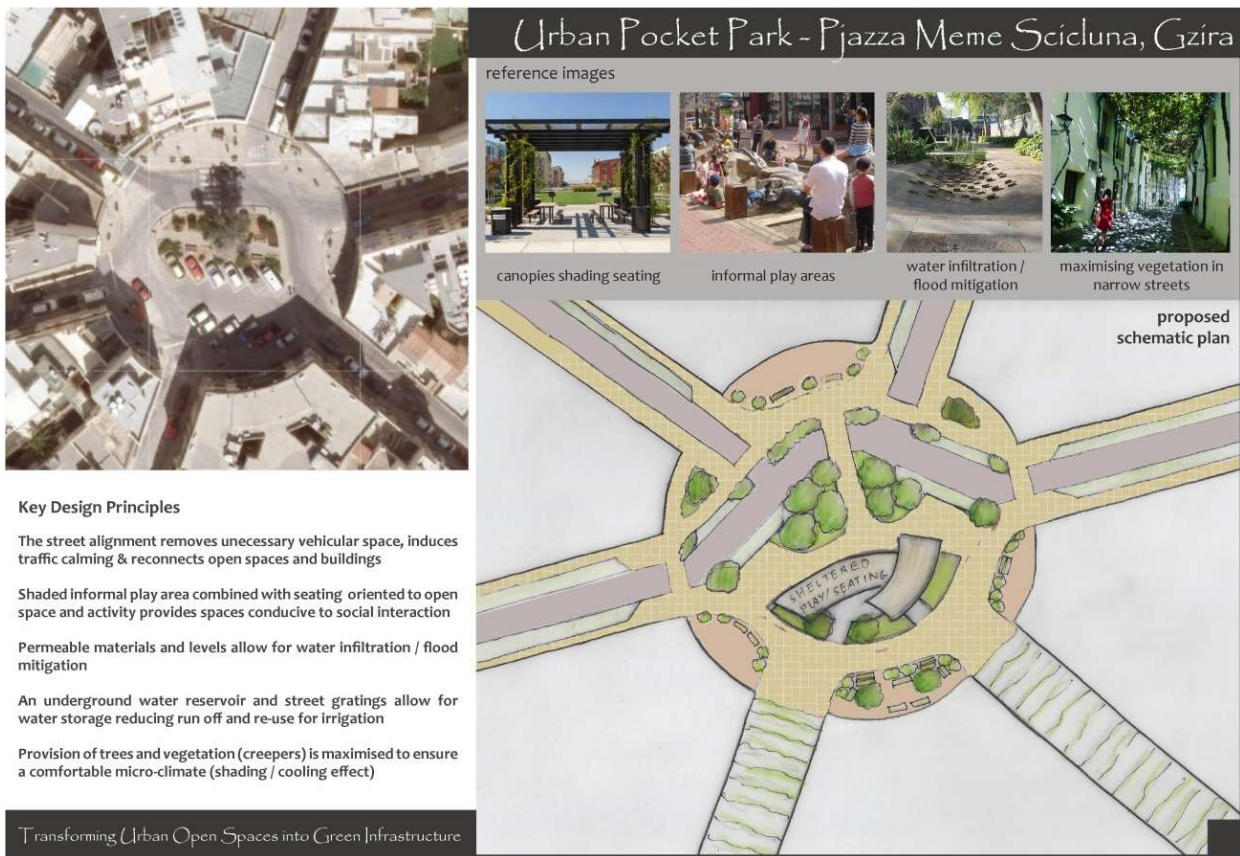 Urban Pocket Park - Pjazza Meme Scicluna, Gzira
reference images
canopies shading seating
informal play areas
water infiltration /
flood mitigation
maximising vegetation in
narrow streets
proposed
schematic plan
SHELTERED
PLAY/SEATING
Key Design Principles
The street alignment removes unecessary vehicular space, induces
traffic calming & reconnects open spaces and buildings
Shaded informal play area combined with seating oriented to open
space and activity provides spaces conducive to social interaction
Permeable materials and levels allow for water infiltration / flood
mitigation
An underground water reservoir and street gratings allow for
water storage reducing run off and re-use for irrigation
Provision of trees and vegetation (creepers) is maximised to ensure
a comfortable micro-climate (shading / cooling effect)
Transforming Urban Open Spaces into Green Infrastructure